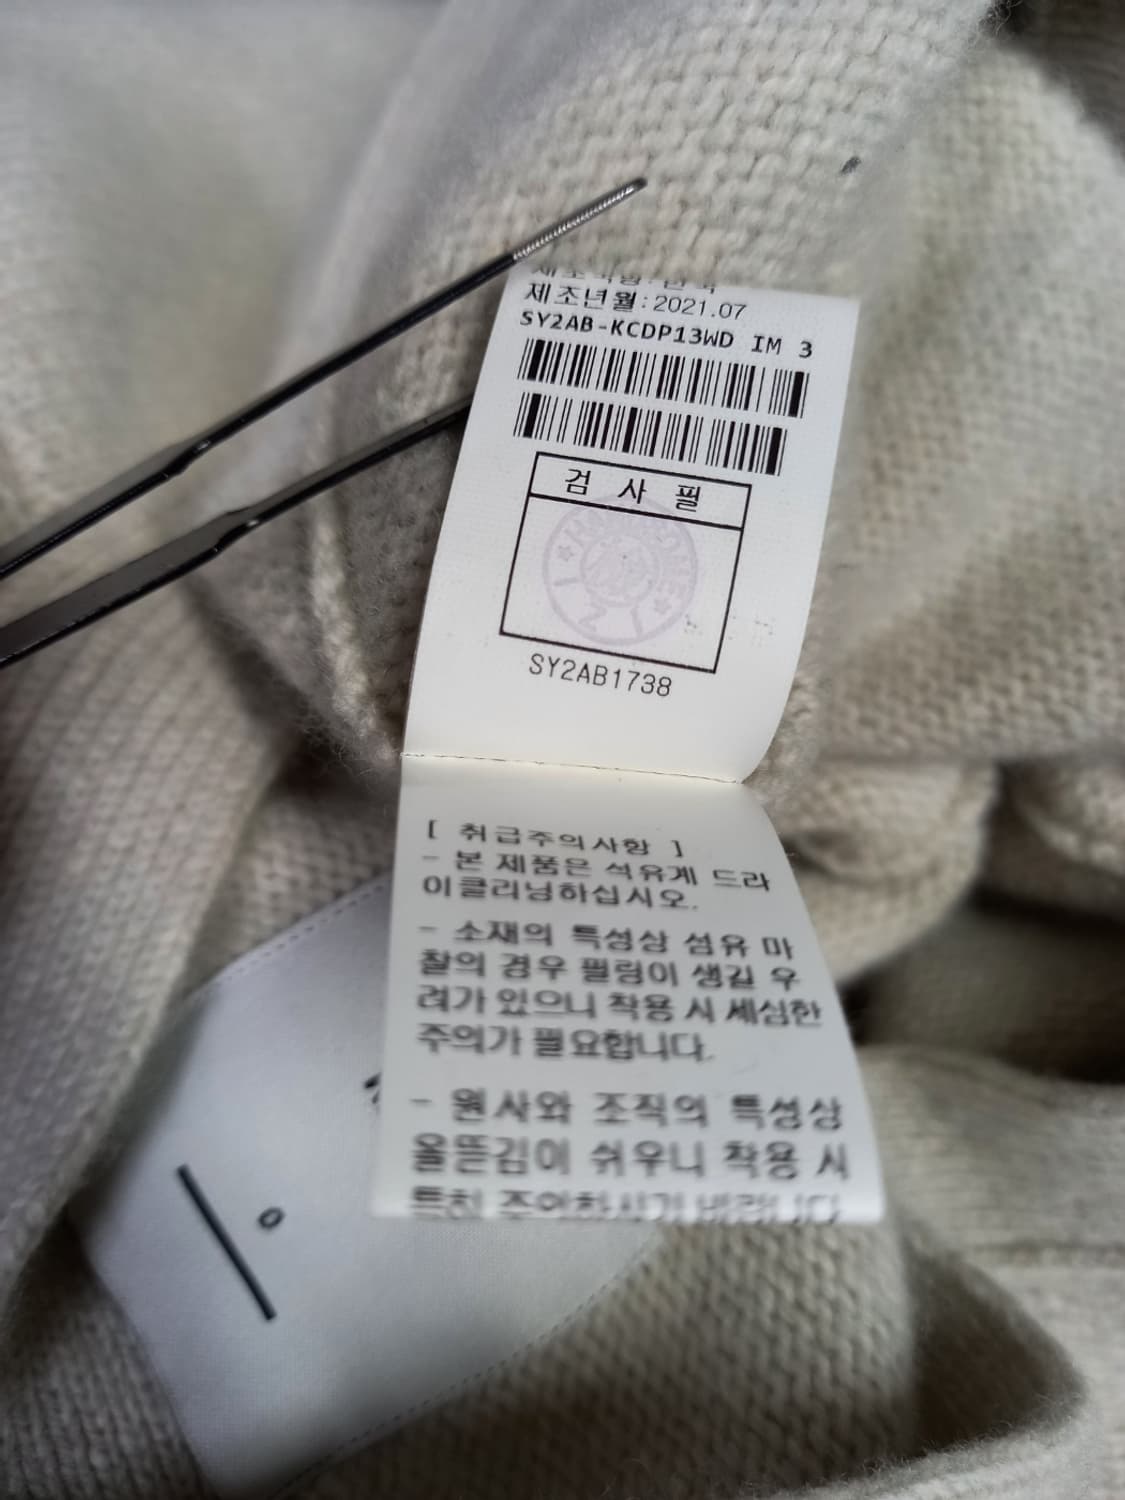 제조년월:2021.07
SY2AB-KCDP13WD IM 3
검 사 필
SY2AB1738
[ 취급주의사항 ]
- 본 제품은 석유계 드라
이클리닝하십시오.
- 소재의 특성상 섬유 마
찰의 경우 필링이 생길 우
려가 있으니 착용 시 세심한
주의가 필요합니다.
- 원사와 조직의 특성상
올뜯김이 쉬우니 착용 시